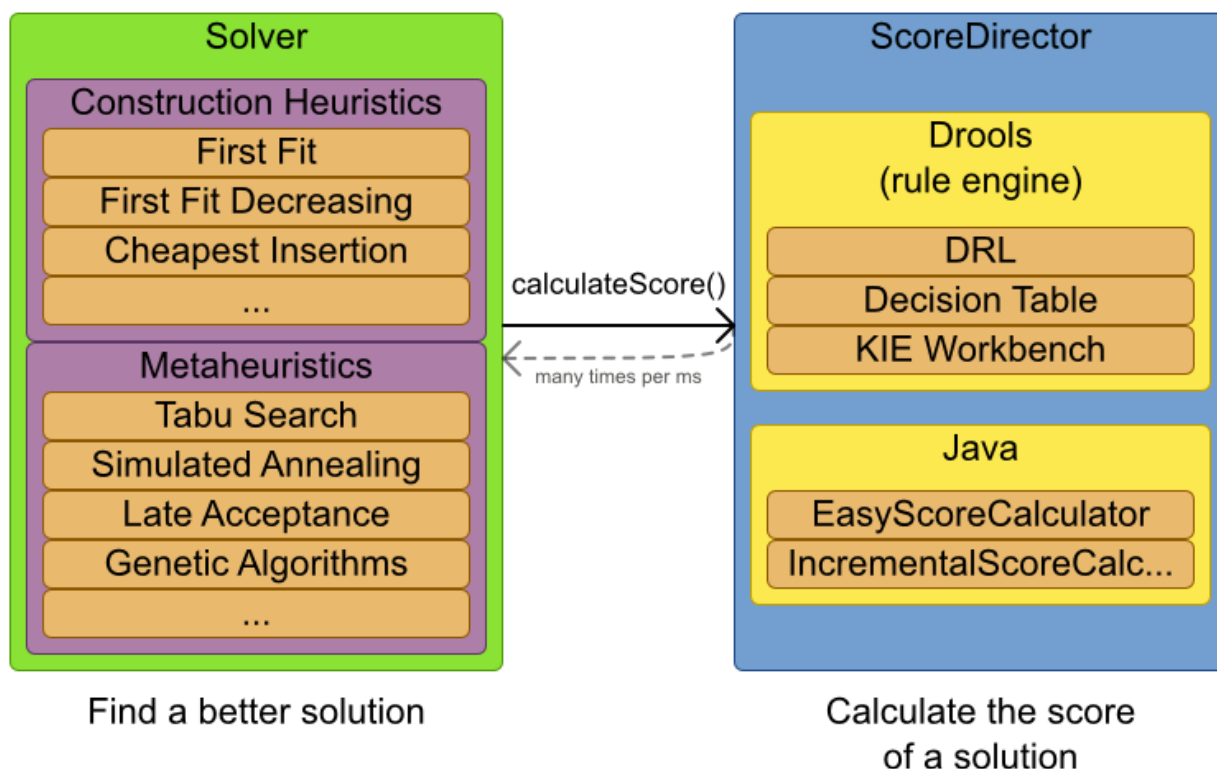 Solver
Construction Heuristics
First Fit
First Fit Decreasing
Cheapest Insertion
...
Metaheuristics
Tabu Search
Simulated Annealing
Late Acceptance
Genetic Algorithms
...
Find a better solution
calculateScore()
many times per ms
ScoreDirector
Drools
(rule engine)
DRL
Decision Table
KIE Workbench
Java
EasyScoreCalculator
IncrementalScoreCalc...
Calculate the score
of a solution